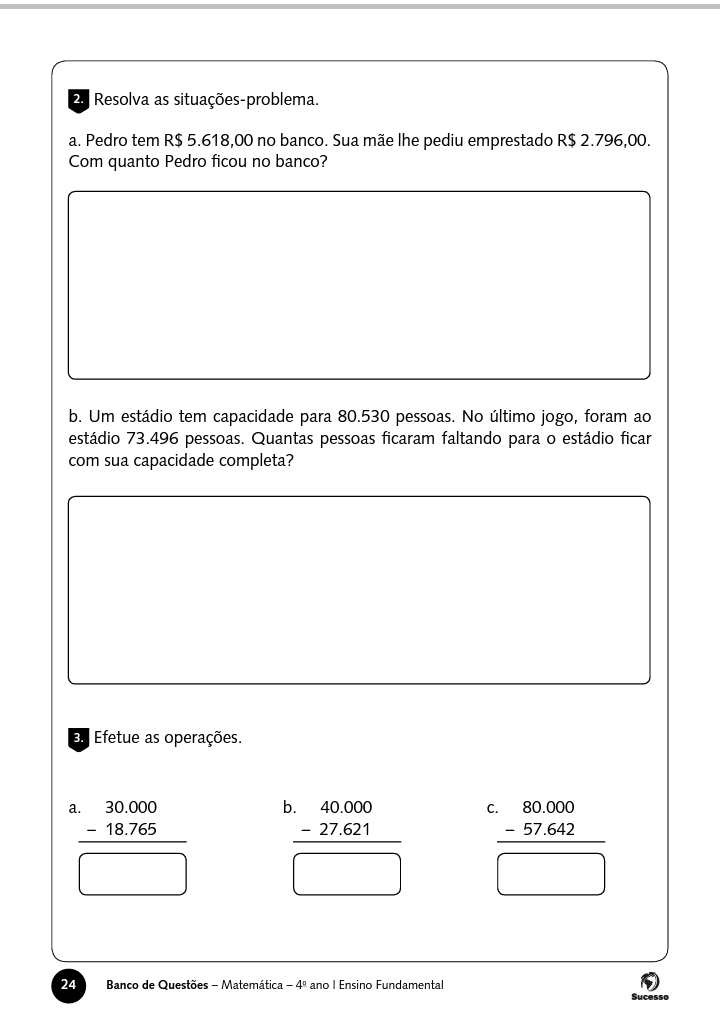 2. Resolva as situações-problema.
a. Pedro tem R$ 5.618,00 no banco. Sua mãe lhe pediu emprestado R$ 2.796,00.
Com quanto Pedro ficou no banco?
b. Um estádio tem capacidade para 80.530 pessoas. No último jogo, foram ao
estádio 73.496 pessoas. Quantas pessoas ficaram faltando para o estádio ficar
com sua capacidade completa?
3. Efetue as operações.
a. 30.000
– 18.765
b. 40.000
– 27.621
c. 80.000
– 57.642
24 Banco de Questões – Matemática – 4º ano | Ensino Fundamental
Sucesso